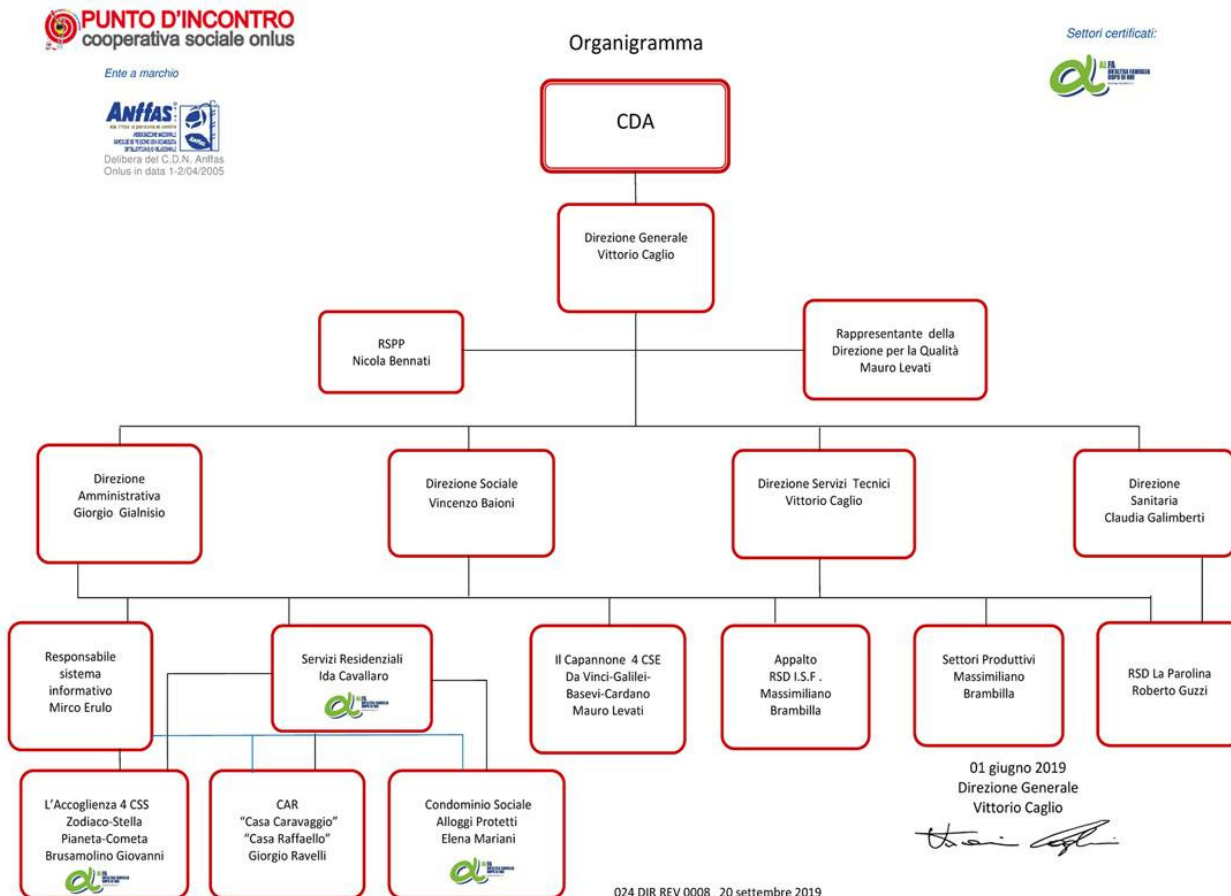 PUNTO D'INCONTRO
cooperativa sociale onlus
Organigramma
Settori certificati:
Ente a marchio
Anffas
Delibera del C.D.N. Anffas
Onlus in data 1-2/04/2005
CDA
Direzione Generale
Vittorio Caglio
RSPP
Nicola Bennati
Rappresentante della
Direzione per la Qualità
Mauro Levati
Direzione
Amministrativa
Giorgio Gialnisio
Direzione Sociale
Vincenzo Baioni
Direzione Servizi Tecnici
Vittorio Caglio
Direzione
Sanitaria
Claudia Galimberti
Responsabile
sistema
informativo
Mirco Erulo
Servizi Residenziali
Ida Cavallaro
Il Capannone 4 CSE
Da Vinci-Galilei-
Basevi-Cardano
Mauro Levati
Appalto
RSD I.S.F .
Massimiliano
Brambilla
Settori Produttivi
Massimiliano
Brambilla
RSD La Parolina
Roberto Guzzi
L'Accoglienza 4 CSS
Zodiaco-Stella
Pianeta-Cometa
Brusamolino Giovanni
CAR
"Casa Caravaggio"
"Casa Raffaello"
Giorgio Ravelli
Condominio Sociale
Alloggi Protetti
Elena Mariani
01 giugno 2019
Direzione Generale
Vittorio Caglio
024 DIR REV 0008 20 settembre 2019